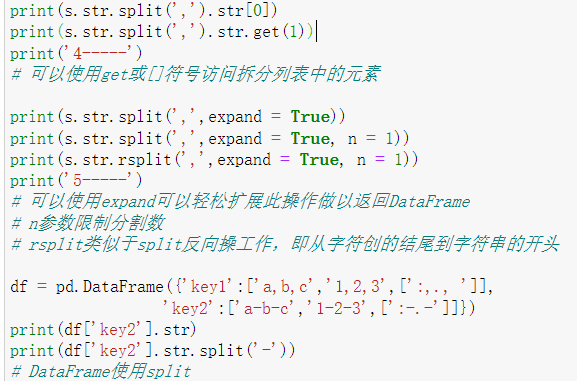 print(s.str.split(',').str[0])
print(s.str.split(',').str.get(1))
print('4-----')
# 可以使用get或[]符号访问拆分列表中的元素
print(s.str.split(',',expand = True))
print(s.str.split(',',expand = True, n = 1))
print(s.str.rsplit(',',expand = True, n = 1))
print('5-----')
# 可以使用expand可以轻松扩展此操作做以返回DataFrame
# n参数限制分割数
# rsplit类似于split反向操工作，即从字符创的结尾到字符串的开头
df = pd.DataFrame({'key1':['a,b,c','1,2,3',[':,., ']],
'key2':['a-b-c','1-2-3',[':-.-']]})
print(df['key2'].str)
print(df['key2'].str.split('-'))
# DataFrame使用split